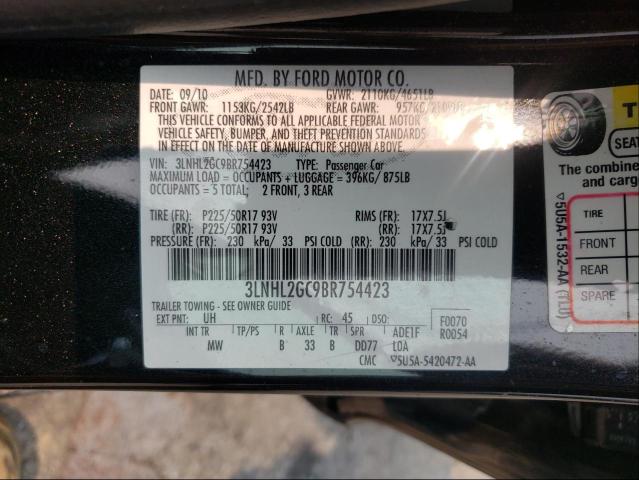 MFD. BY FORD MOTOR CO.
DATE: 09/10 GVWR: 2110KG/4651LB
FRONT GAWR: 1153KG/2542LB REAR GAWR: 957KG/
THIS VEHICLE CONFORMS TO ALL APPLICABLE FEDERAL MOTOR
VEHICLE SAFETY, BUMPER, AND THEFT PREVENTION STANDARDS
IN EFFECT ON THE DATE OF MANUFACTURE SHOWN ABOVE.
VIN: 3LNHL2GC9BR754423 TYPE: Passenger Car
MAXIMUM LOAD = OCCUPANTS + LUGGAGE = 396KG/ 875LB
OCCUPANTS = 5 TOTAL: 2 FRONT, 3 REAR
TIRE (FR): P225/50R17 93V RIMS (FR): 17X7.5J
(RR): P225/50R17 93V (RR): 17X7.5J
PRESSURE (FR): 230 kPa/ 33 PSI COLD (RR): 230 kPa/ 33 PSI COLD
3LNHL2GC9BR754423
TRAILER TOWING - SEE OWNER GUIDE
EXT PNT: UH RC: 45 DSO: F0070
INT TR TP/PS R AXLE TR SPR ADE1F R0054
MW B 33 B DD77 LOA
CMC 5U5A-5420472-AA
T
SEAT
The combine
and carg
TIRE
FRONT
REAR
SPARE
5U5A-1532-AA (TLU)